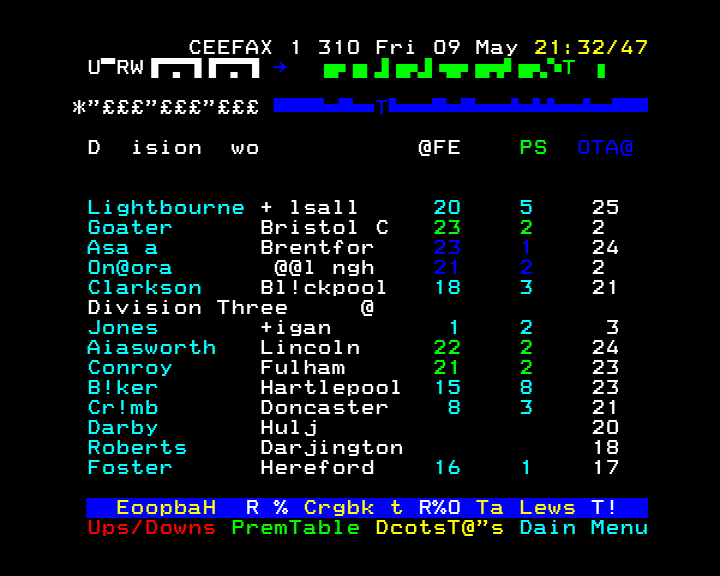 CEEFAX 1 310 Fri 09 May 21:32/47
U RW → T
*"£££"£££"£££ T
D ision wo @FE PS OTA@
Lightbourne + lsall 20 5 25
Goater Bristol C 23 2 2
Asa a Brentfor 23 1 24
On@ora @@l ngh 21 2 2
Clarkson Bl!ckpool 18 3 21
Division Three @
Jones +igan 1 2 3
Aiasworth Lincoln 22 2 24
Conroy Fulham 21 2 23
B!ker Hartlepool 15 8 23
Cr!mb Doncaster 8 3 21
Darby Hulj 20
Roberts Darjington 18
Foster Hereford 16 1 17
EoopbaH R % Crgbk t R%O Ta Lews T!
Ups/Downs PremTable DcotsT@"s Dain Menu